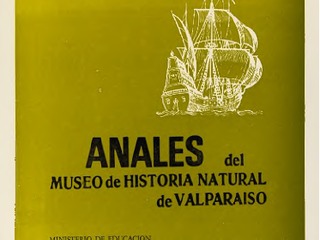 ANALES del
MUSEO de HISTORIA NATURAL
de VALPARAISO
MINISTERIO DE EDUCACION